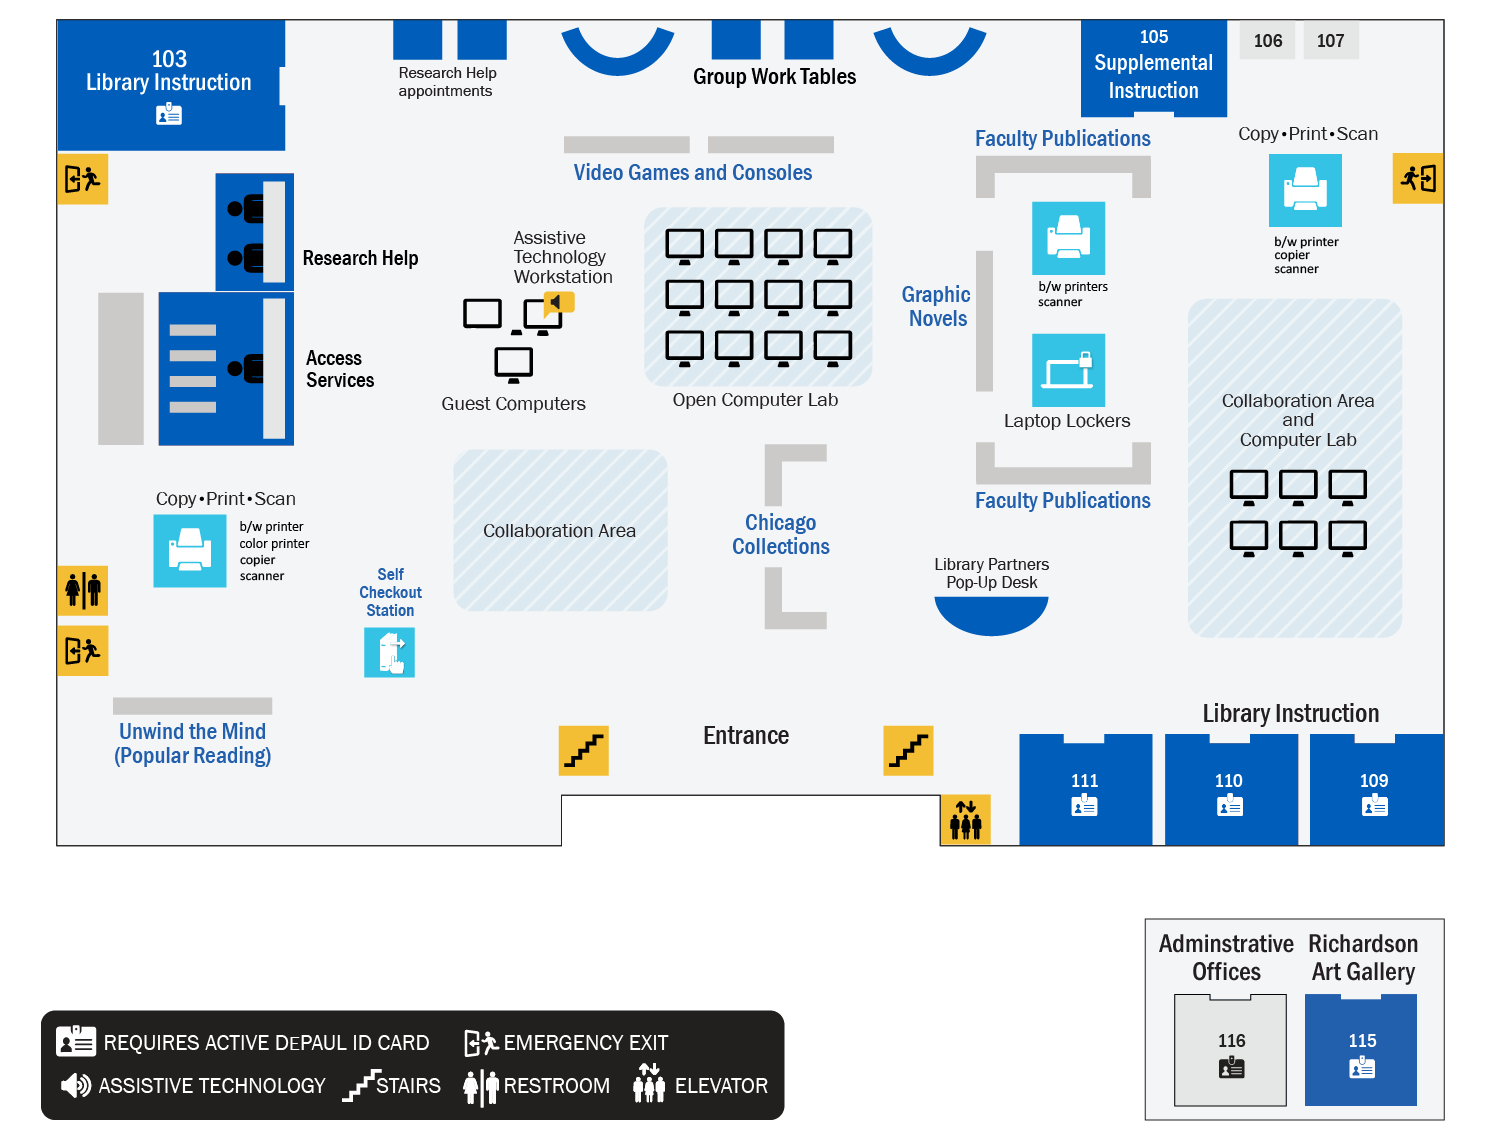 103
Library Instruction
Research Help
appointments
Group Work Tables
105
Supplemental
Instruction
106
107
Copy•Print•Scan
b/w printer
copier
scanner
Faculty Publications
Video Games and Consoles
Research Help
Assistive
Technology
Workstation
b/w printers
scanner
Graphic
Novels
Access
Services
Guest Computers
Open Computer Lab
Laptop Lockers
Collaboration Area
and
Computer Lab
Copy•Print•Scan
b/w printer
color printer
copier
scanner
Collaboration Area
Chicago
Collections
Faculty Publications
Library Partners
Pop-Up Desk
Self
Checkout
Station
Unwind the Mind
(Popular Reading)
Entrance
Library Instruction
111
110
109
Adminstrative
Offices
Richardson
Art Gallery
116
115
REQUIRES ACTIVE DePAUL ID CARD
EMERGENCY EXIT
ASSISTIVE TECHNOLOGY
STAIRS
RESTROOM
ELEVATOR